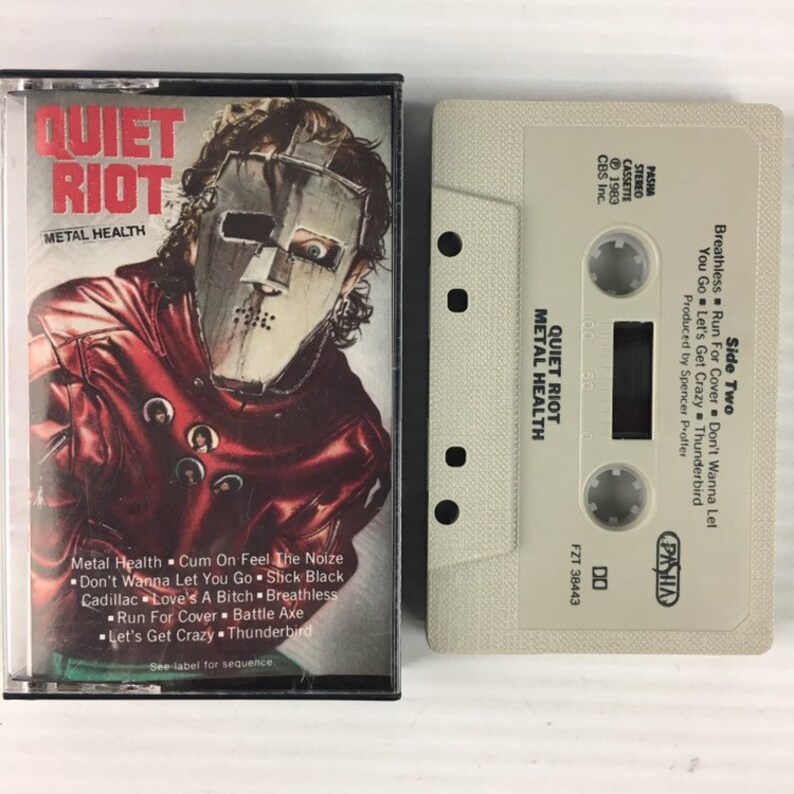 QUIET
RIOT
METAL HEALTH
Metal Health ▪ Cum On Feel The Noize
▪ Don't Wanna Let You Go ▪ Slick Black
Cadillac ▪ Love's A Bitch ▪ Breathless
▪ Run For Cover ▪ Battle Axe
▪ Let's Get Crazy ▪ Thunderbird
See label for sequence.
PASHA
STEREO
CASSETTE
℗ 1983
CBS Inc.
Side Two
Breathless ▪ Run For Cover ▪ Don't Wanna Let
You Go ▪ Let's Get Crazy ▪ Thunderbird
Produced by Spencer Proffer
QUIET RIOT
METAL HEALTH
100 50 0
PASHA
FZT 38443